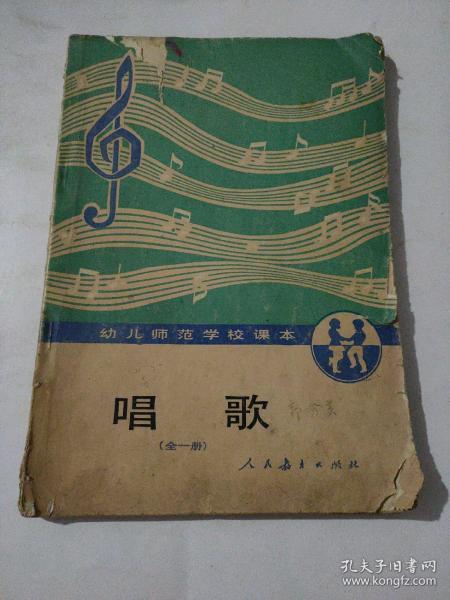 幼儿师范学校课本
唱 歌
(全一册)
人民教育出版社
孔夫子旧书网
www.kongfz.com